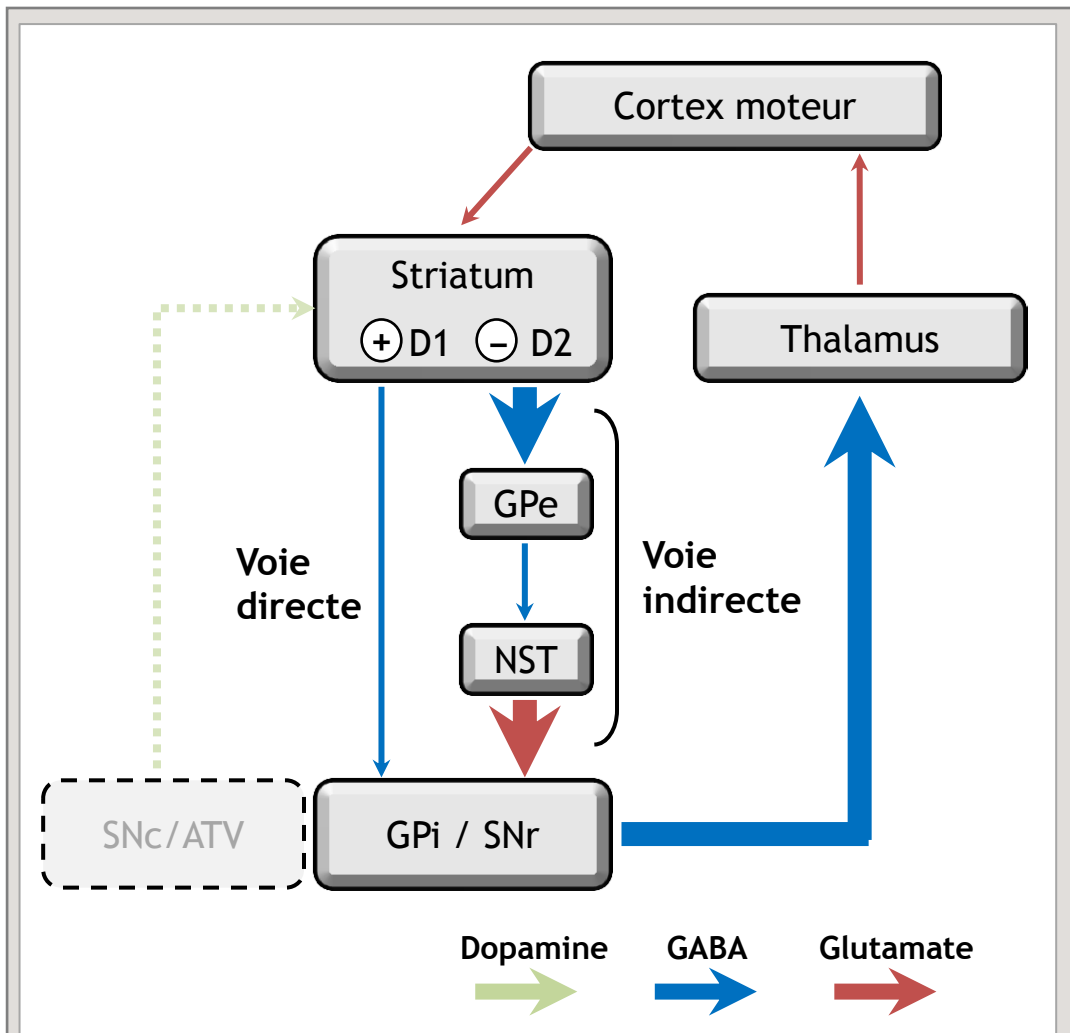 Cortex moteur
Striatum
+ D1 – D2
Thalamus
GPe
Voie
directe
Voie
indirecte
NST
SNc/ATV
GPi / SNr
Dopamine GABA Glutamate